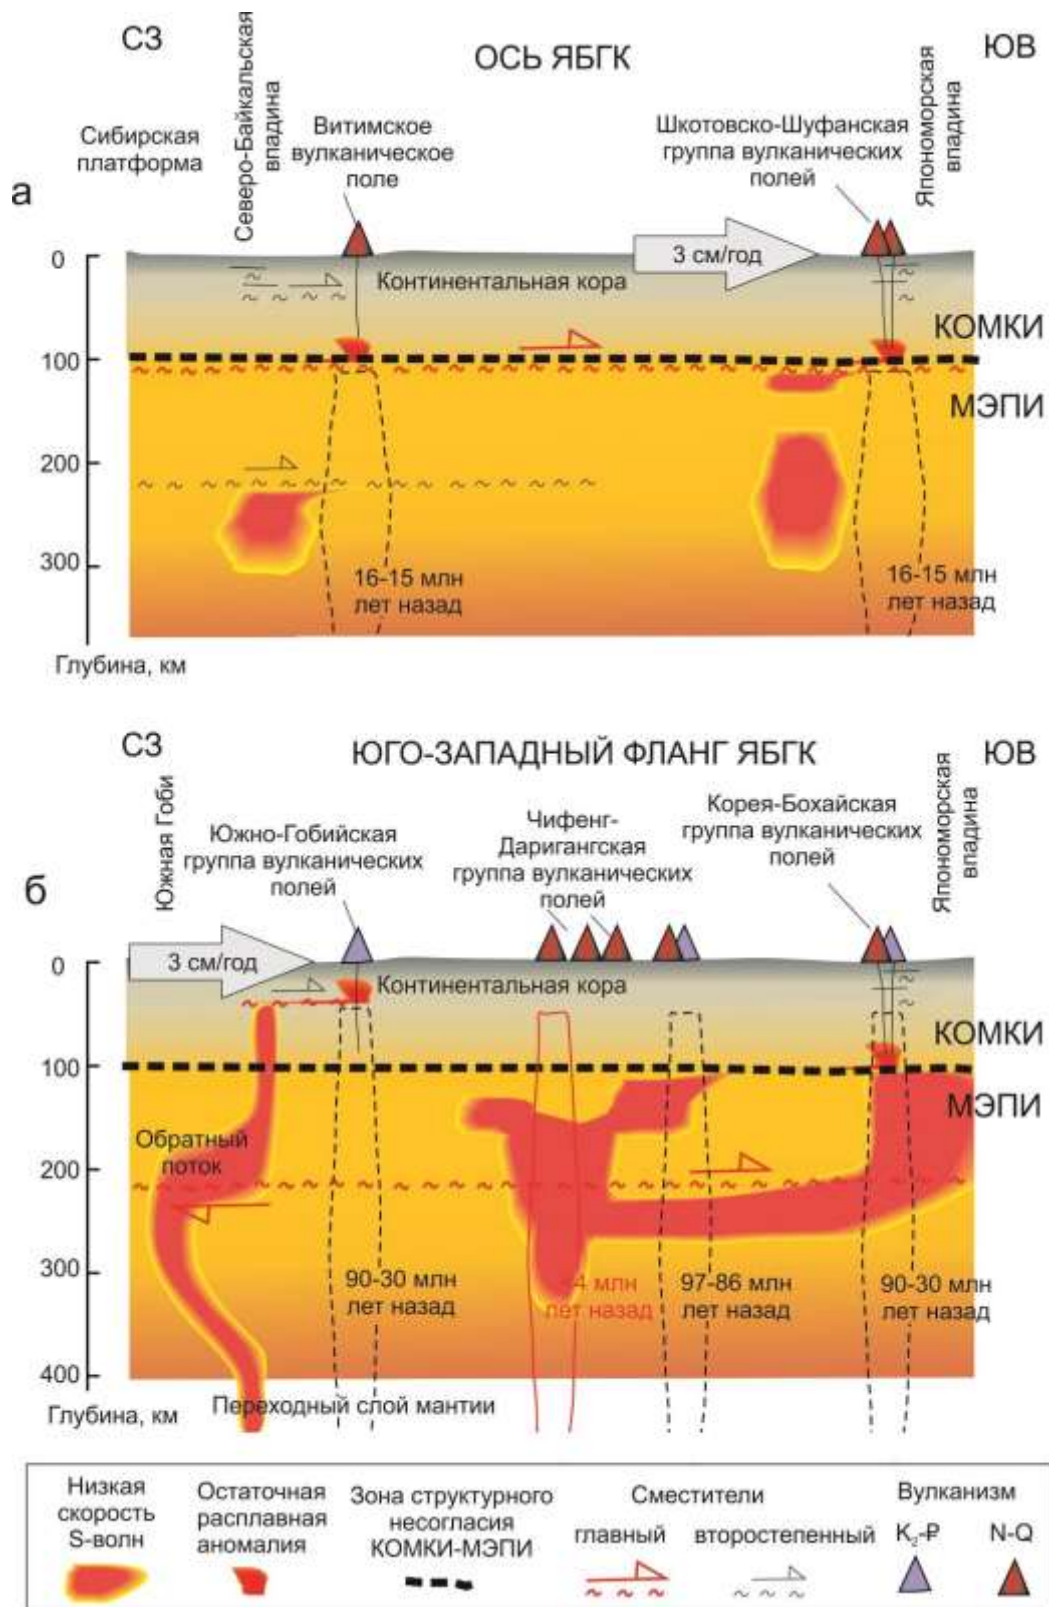 СЗ
ОСЬ ЯБГК
ЮВ
Сибирская
платформа
Северо-Байкальская
впадина
Витимское
вулканическое
поле
Шкотовско-Шуфанская
группа вулканических
полей
Япономорская
впадина
а
3 см/год
Континентальная кора
КОМКИ
МЭПИ
0
100
200
300
16-15 млн
лет назад
16-15 млн
лет назад
Глубина, км
СЗ
ЮГО-ЗАПАДНЫЙ ФЛАНГ ЯБГК
ЮВ
Южная Гоби
Южно-Гобийская
группа вулканических
полей
Чифенг-
Даригангская
группа вулканических
полей
Корея-Бохайская
группа вулканических
полей
Япономорская
впадина
б
3 см/год
Континентальная кора
КОМКИ
МЭПИ
0
100
200
300
400
Обратный
поток
90-30 млн
лет назад
4 млн
лет назад
97-86 млн
лет назад
90-30 млн
лет назад
Глубина, км
Переходный слой мантии
Низкая
скорость
S-волн
Остаточная
расплавная
аномалия
Зона структурного
несогласия
КОМКИ-МЭПИ
Сместители
главный
второстепенный
Вулканизм
K₂-₽
N-Q